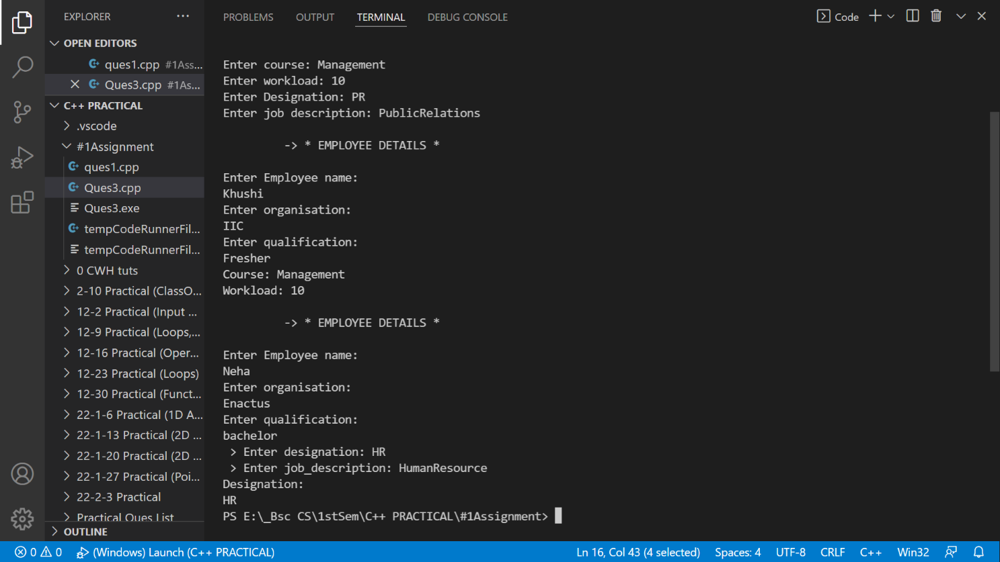 EXPLORER
OPEN EDITORS
ques1.cpp #1Ass...
Ques3.cpp #1As...
C++ PRACTICAL
.vscode
#1Assignment
ques1.cpp
Ques3.cpp
Ques3.exe
tempCodeRunnerFil...
tempCodeRunnerFil...
0 CWH tuts
2-10 Practical (ClassO...
12-2 Practical (Input ...
12-9 Practical (Loops,...
12-16 Practical (Oper...
12-23 Practical (Loops)
12-30 Practical (Funct...
22-1-6 Practical (1D A...
22-1-13 Practical (2D ...
22-1-20 Practical (2D ...
22-1-27 Practical (Poi...
22-2-3 Practical
Practical Ques List
OUTLINE
PROBLEMS OUTPUT TERMINAL DEBUG CONSOLE Code
Enter course: Management
Enter workload: 10
Enter Designation: PR
Enter job description: PublicRelations
-> * EMPLOYEE DETAILS *
Enter Employee name:
Khushi
Enter organisation:
IIC
Enter qualification:
Fresher
Course: Management
Workload: 10
-> * EMPLOYEE DETAILS *
Enter Employee name:
Neha
Enter organisation:
Enactus
Enter qualification:
bachelor
> Enter designation: HR
> Enter job_description: HumanResource
Designation:
HR
PS E:\_Bsc CS\1stSem\C++ PRACTICAL\#1Assignment>
0 0 (Windows) Launch (C++ PRACTICAL) Ln 16, Col 43 (4 selected) Spaces: 4 UTF-8 CRLF C++ Win32